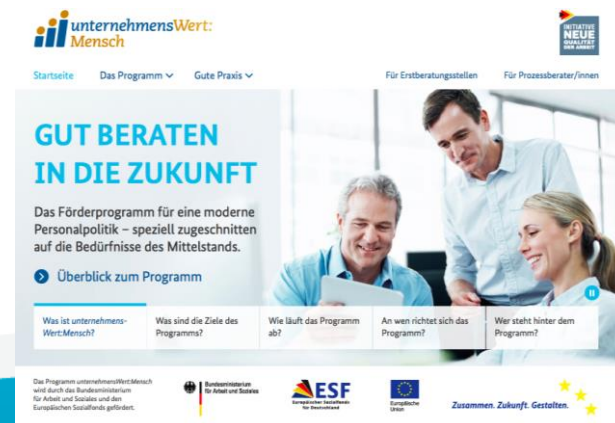 unternehmensWert:
Mensch
INITIATIVE
NEUE
QUALITÄT
DER ARBEIT
Startseite
Das Programm
Gute Praxis
Für Erstberatungsstellen
Für Prozessberater/innen
GUT BERATEN
IN DIE ZUKUNFT
Das Förderprogramm für eine moderne
Personalpolitik – speziell zugeschnitten
auf die Bedürfnisse des Mittelstands.
Überblick zum Programm
Was ist unternehmens-
Wert:Mensch?
Was sind die Ziele des
Programms?
Wie läuft das Programm
ab?
An wen richtet sich das
Programm?
Wer steht hinter dem
Programm?
Das Programm unternehmensWert:Mensch
wird durch das Bundesministerium
für Arbeit und Soziales und den
Europäischen Sozialfonds gefördert.
Bundesministerium
für Arbeit und Soziales
ESF
Europäischer Sozialfonds
für Deutschland
Europäische
Union
Zusammen. Zukunft. Gestalten.